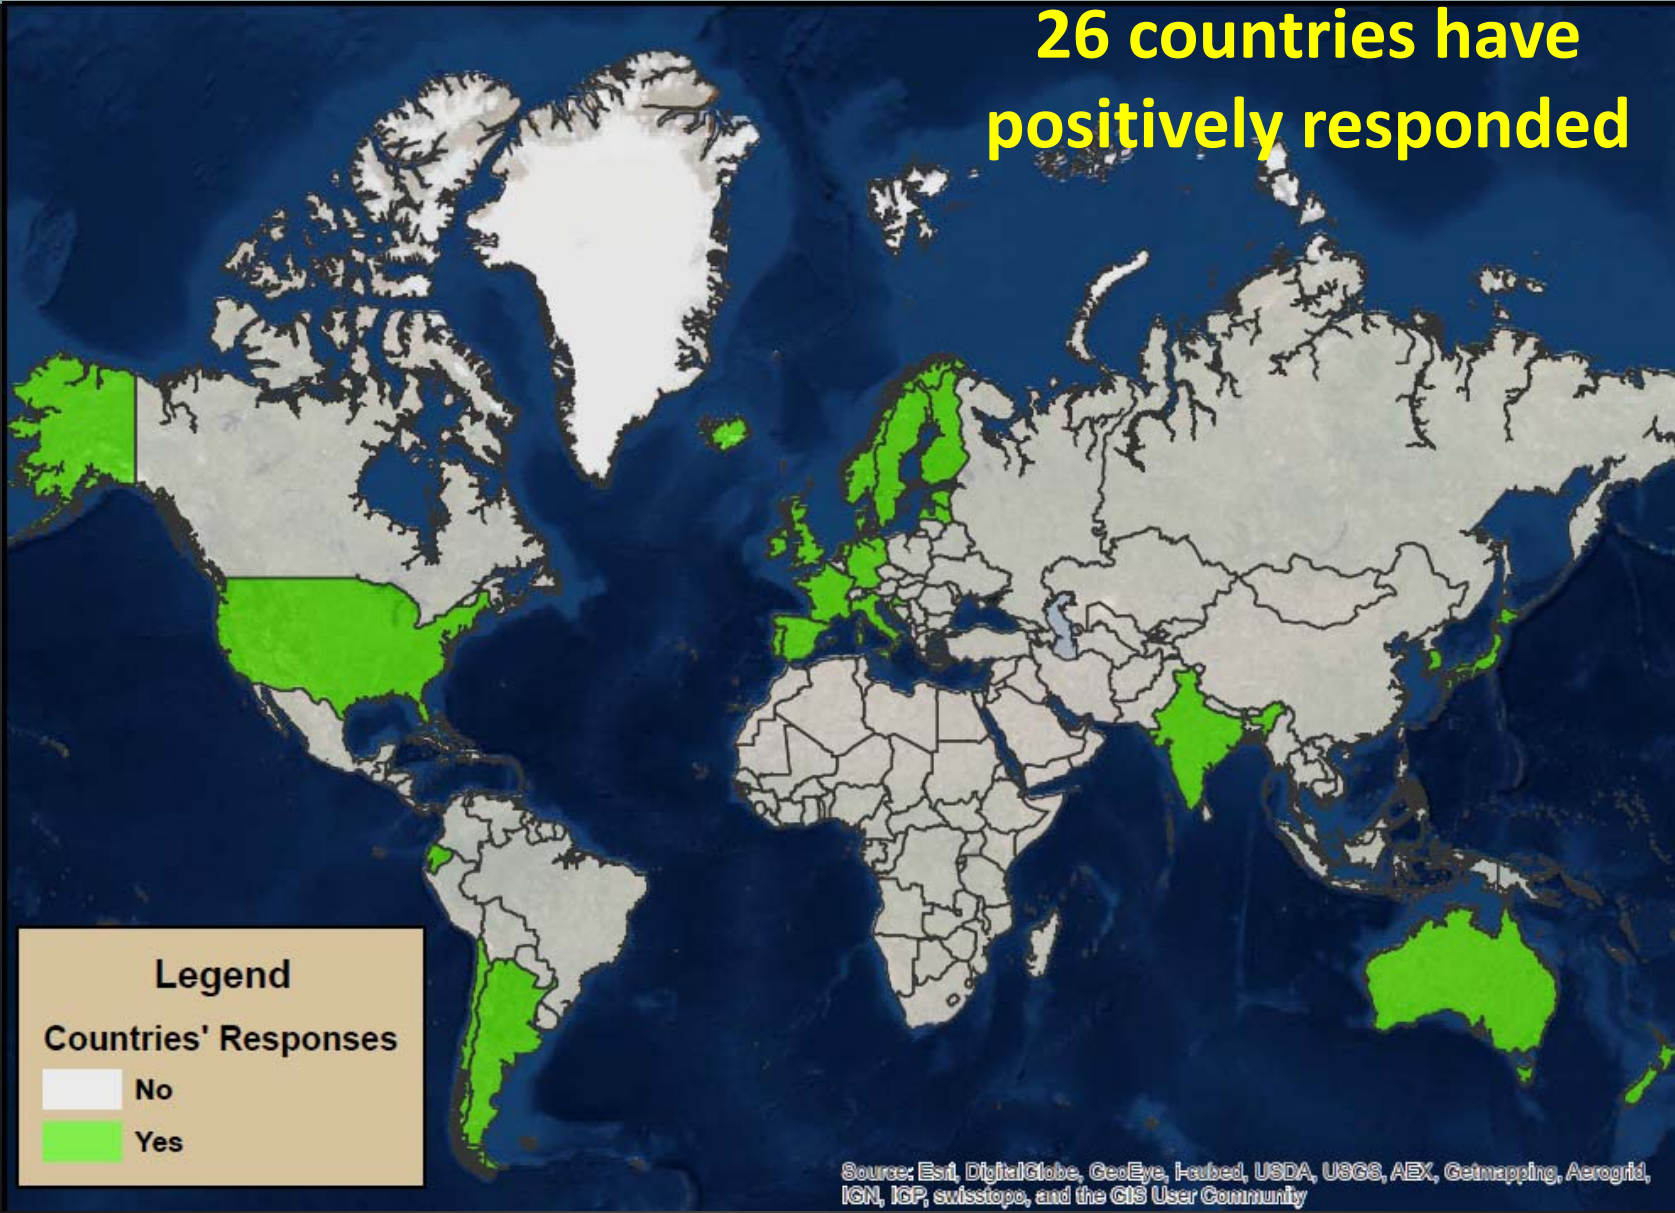 26 countries have
positively responded
Legend
Countries' Responses
No
Yes
Source: Esri, DigitalGlobe, GeoEye, i-cubed, USDA, USGS, AEX, Getmapping, Aerogrid,
IGN, IGP, swisstopo, and the GIS User Community